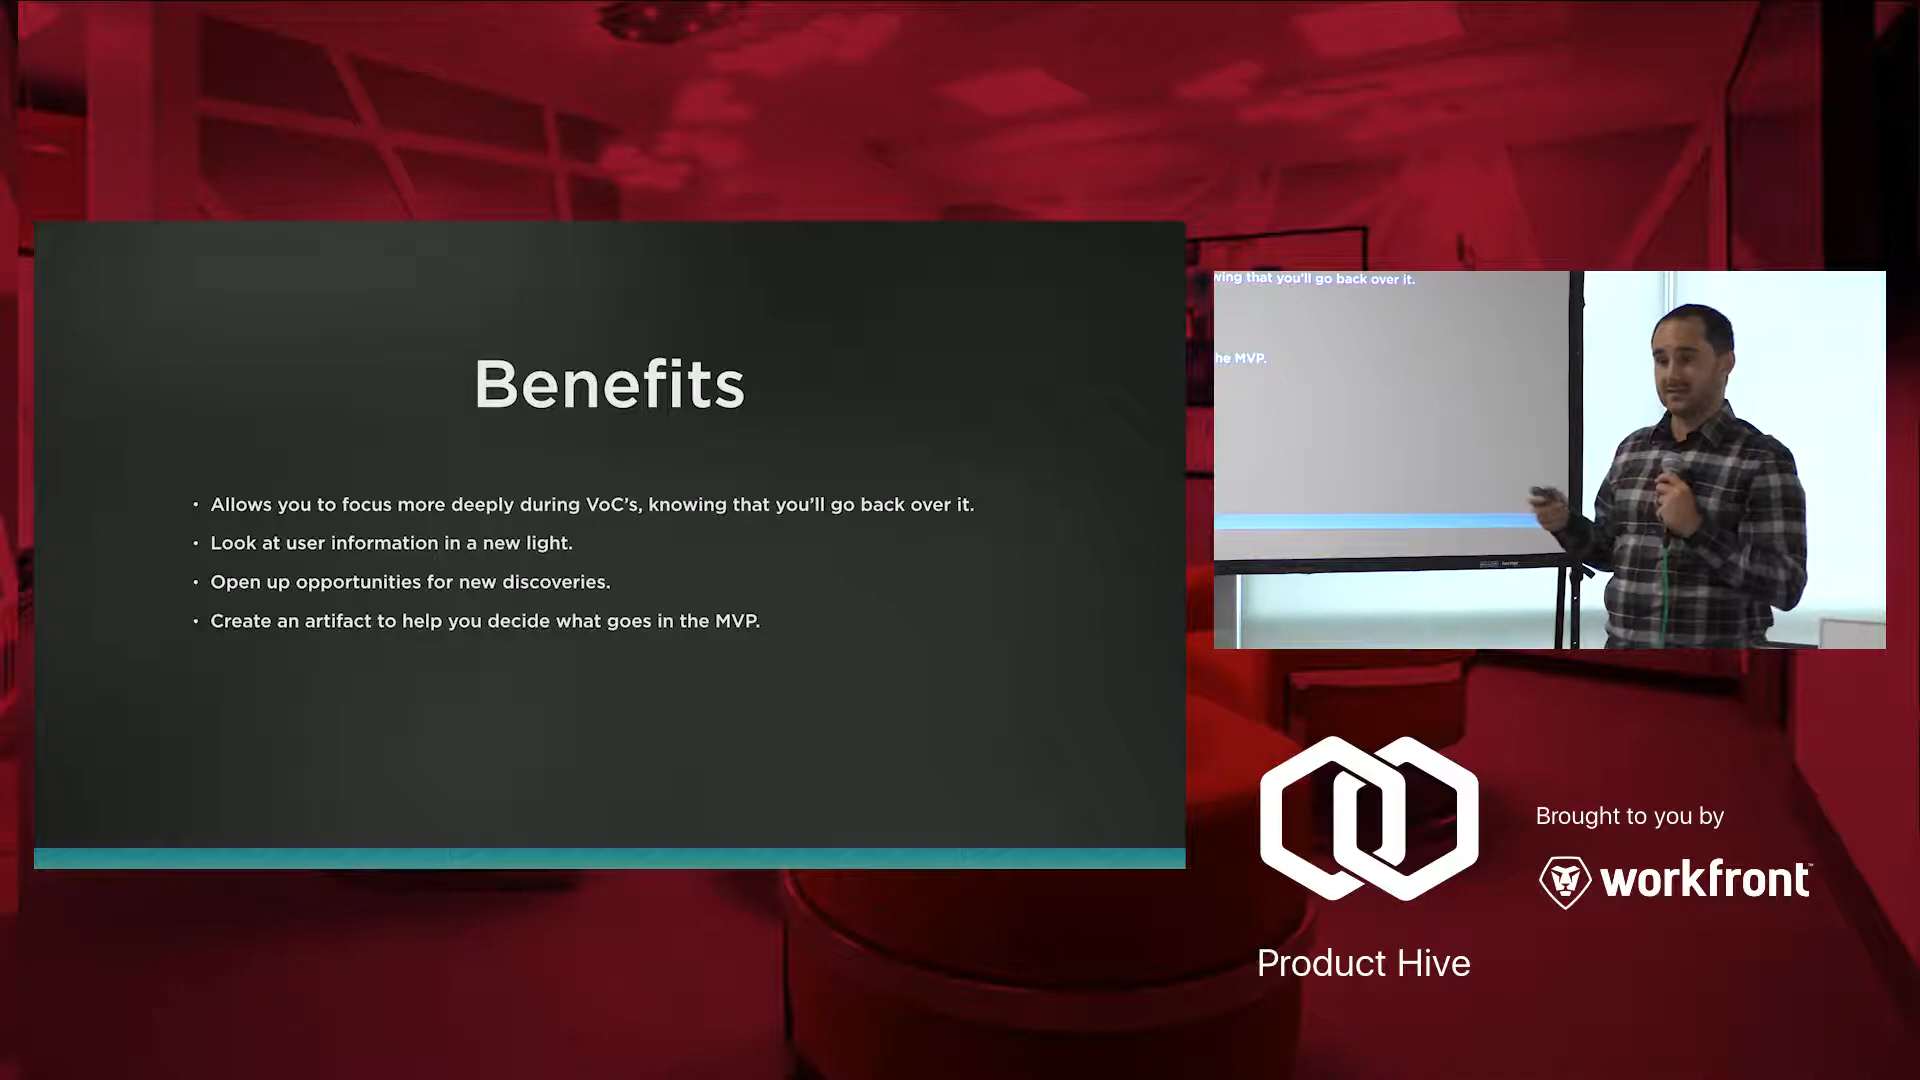 Benefits
• Allows you to focus more deeply during VoC’s, knowing that you’ll go back over it.
• Look at user information in a new light.
• Open up opportunities for new discoveries.
• Create an artifact to help you decide what goes in the MVP.
wing that you’ll go back over it.
he MVP.
Brought to you by
workfront™
Product Hive